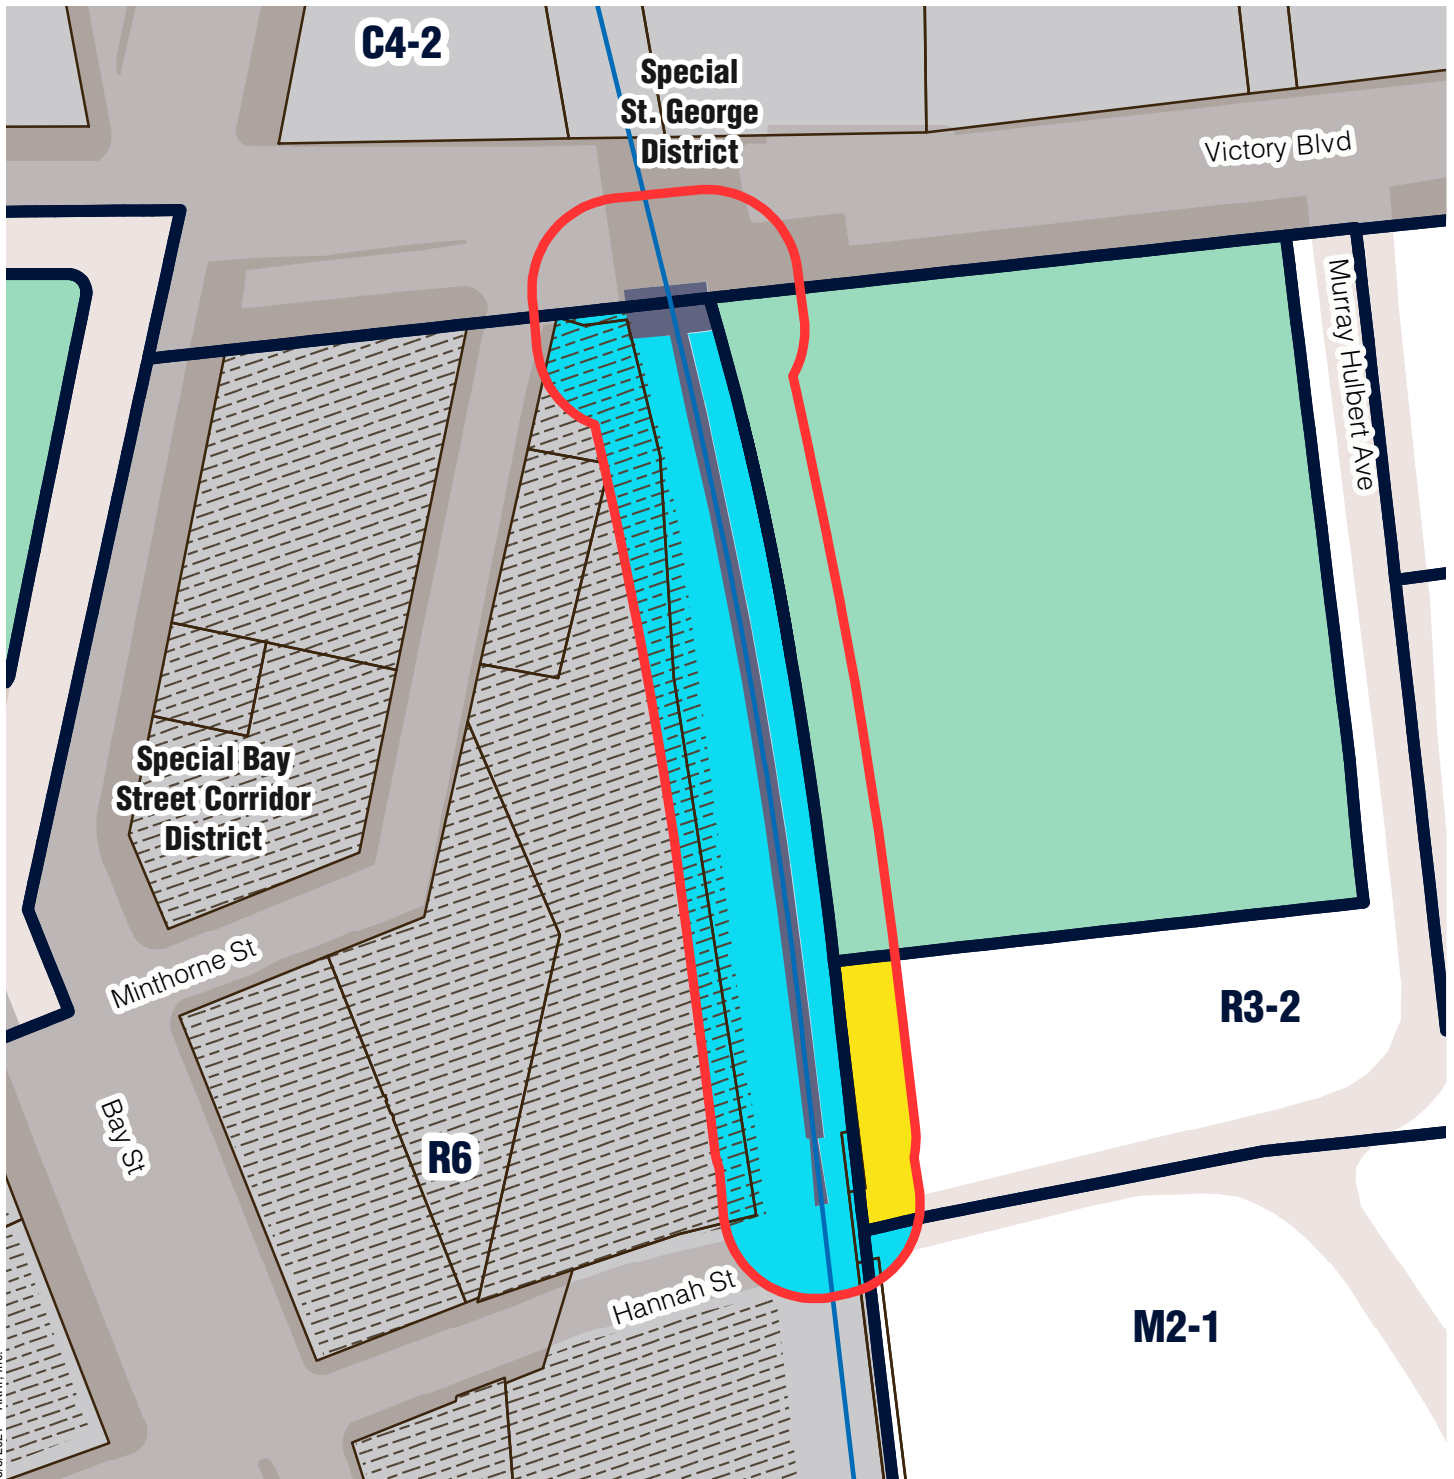 C4-2
Special
St. George
District
Victory Blvd
Murray Hulbert Ave
Special Bay
Street Corridor
District
Minthorne St
R3-2
Bay St
R6
Hannah St
M2-1